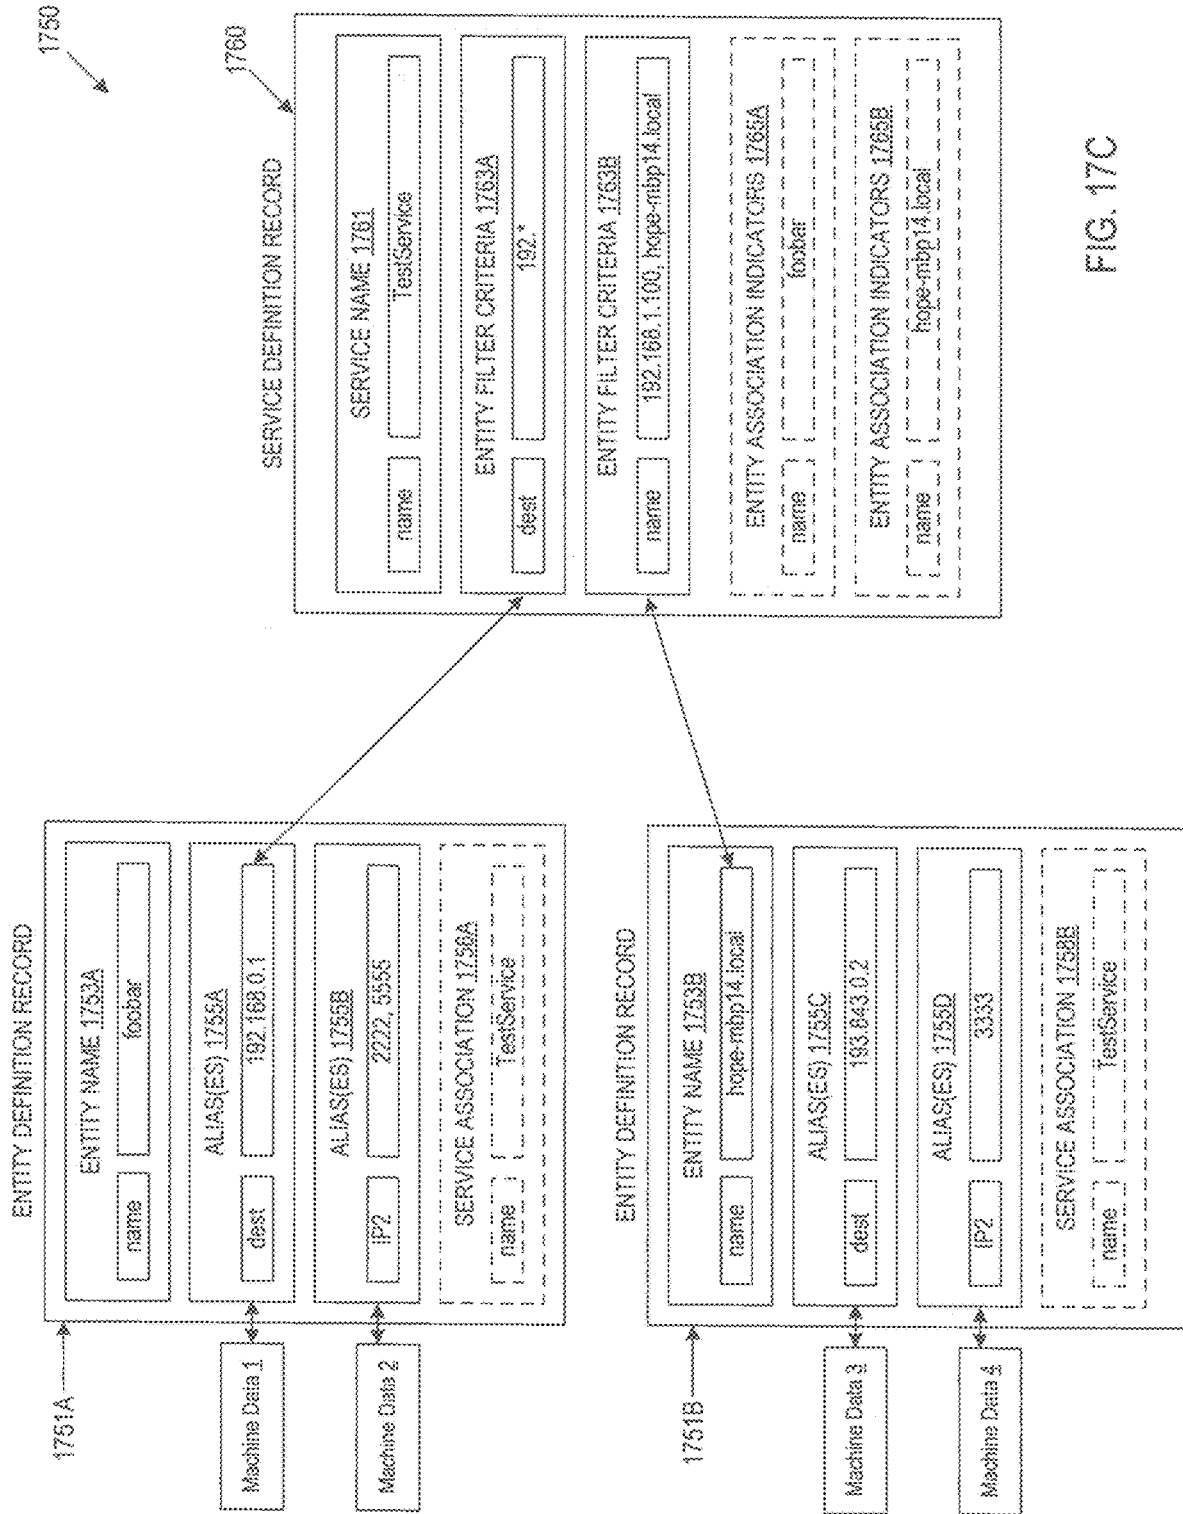 1750
ENTITY DEFINITION RECORD
1751A
ENTITY NAME 1753A
name
foobar
ALIAS(ES) 1755A
dest
192.168.0.1
ALIAS(ES) 1755B
IP2
2222, 5555
SERVICE ASSOCIATION 1756A
name
TestService
Machine Data 1
Machine Data 2
ENTITY DEFINITION RECORD
1751B
ENTITY NAME 1753B
name
hope-mbp14.local
ALIAS(ES) 1755C
dest
193.843.0.2
ALIAS(ES) 1755D
IP2
3333
SERVICE ASSOCIATION 1758B
name
TestService
Machine Data 3
Machine Data 4
SERVICE DEFINITION RECORD
1760
SERVICE NAME 1761
name
TestService
ENTITY FILTER CRITERIA 1763A
dest
192.*
ENTITY FILTER CRITERIA 1763B
name
192.168.1.100, hope-mbp14.local
ENTITY ASSOCIATION INDICATORS 1765A
name
foobar
ENTITY ASSOCIATION INDICATORS 1765B
name
hope-mbp14.local
FIG. 17C